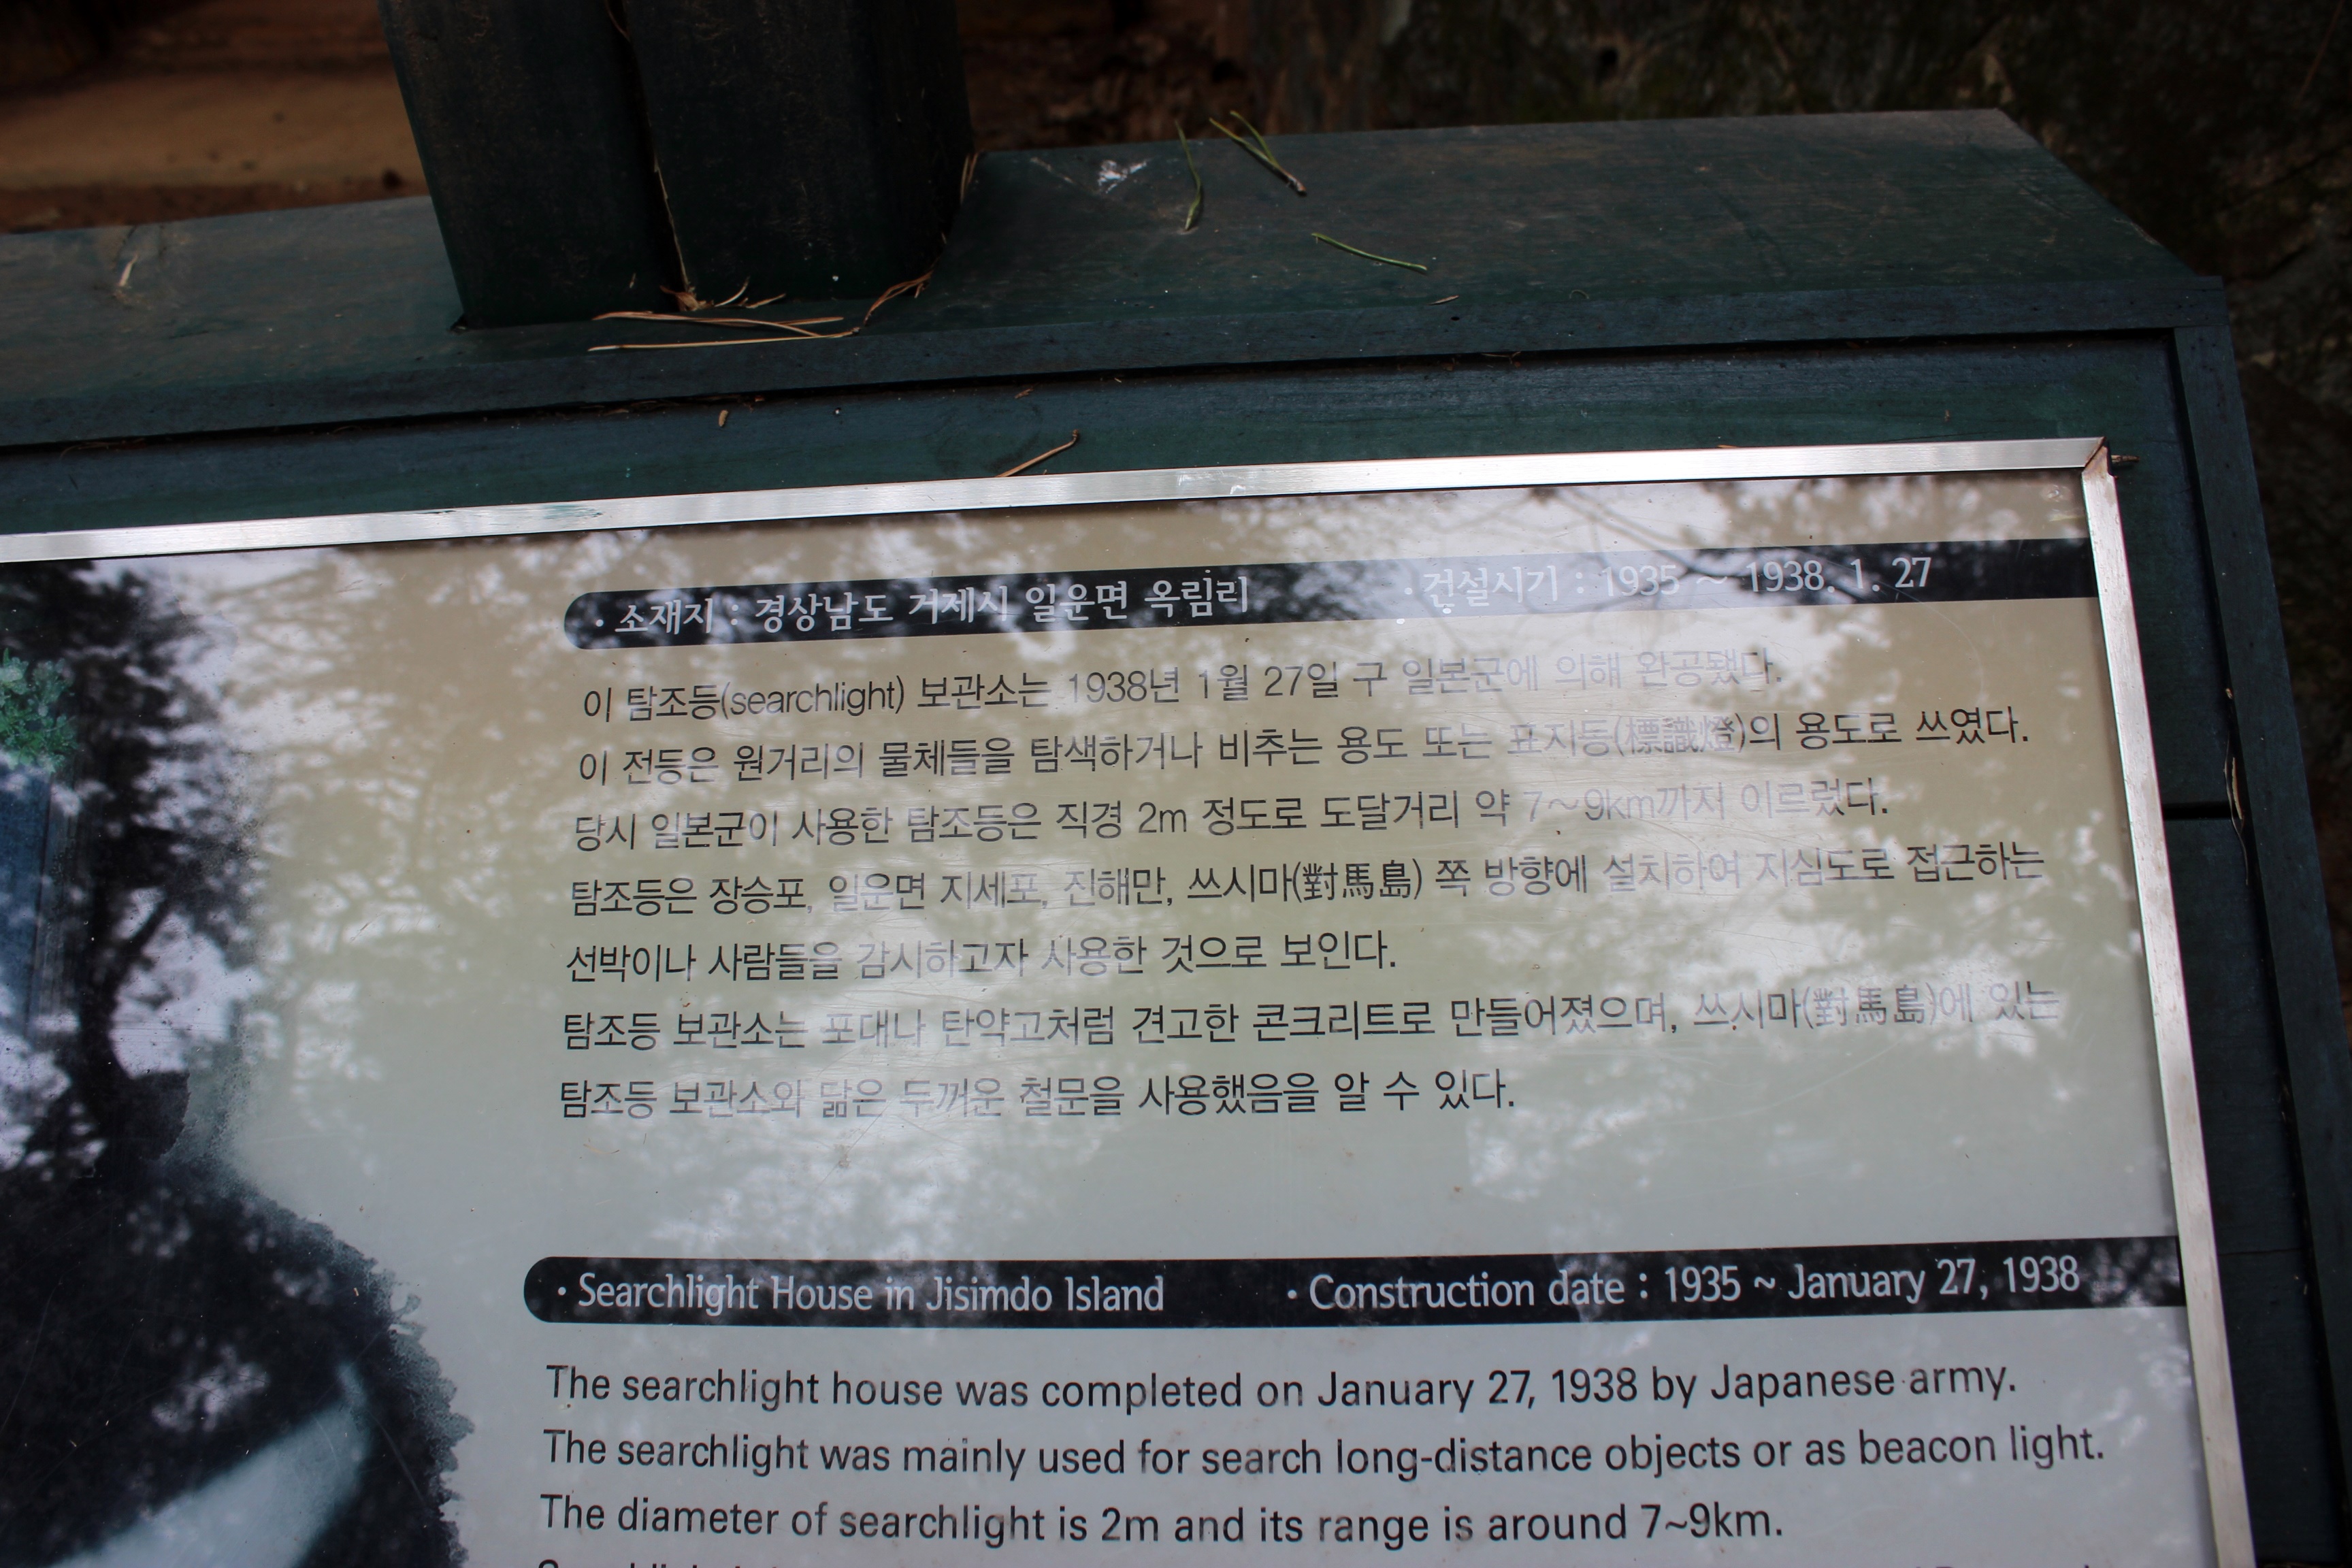 · 소재지 : 경상남도 거제시 일운면 옥림리 · 건설시기 : 1935 ~ 1938. 1. 27
이 탐조등(searchlight) 보관소는 1938년 1월 27일 구 일본군에 의해 완공됐다.
이 전등은 원거리의 물체들을 탐색하거나 비추는 용도 또는 표지등(標識燈)의 용도로 쓰였다.
당시 일본군이 사용한 탐조등은 직경 2m 정도로 도달거리 약 7~9km까지 이르렀다.
탐조등은 장승포, 일운면 지세포, 진해만, 쓰시마(對馬島) 쪽 방향에 설치하여 지심도로 접근하는
선박이나 사람들을 감시하고자 사용한 것으로 보인다.
탐조등 보관소는 포대나 탄약고처럼 견고한 콘크리트로 만들어졌으며, 쓰시마(對馬島)에 있는
탐조등 보관소와 닮은 두꺼운 철문을 사용했음을 알 수 있다.
· Searchlight House in Jisimdo Island · Construction date : 1935 ~ January 27, 1938
The searchlight house was completed on January 27, 1938 by Japanese army.
The searchlight was mainly used for search long-distance objects or as beacon light.
The diameter of searchlight is 2m and its range is around 7~9km.